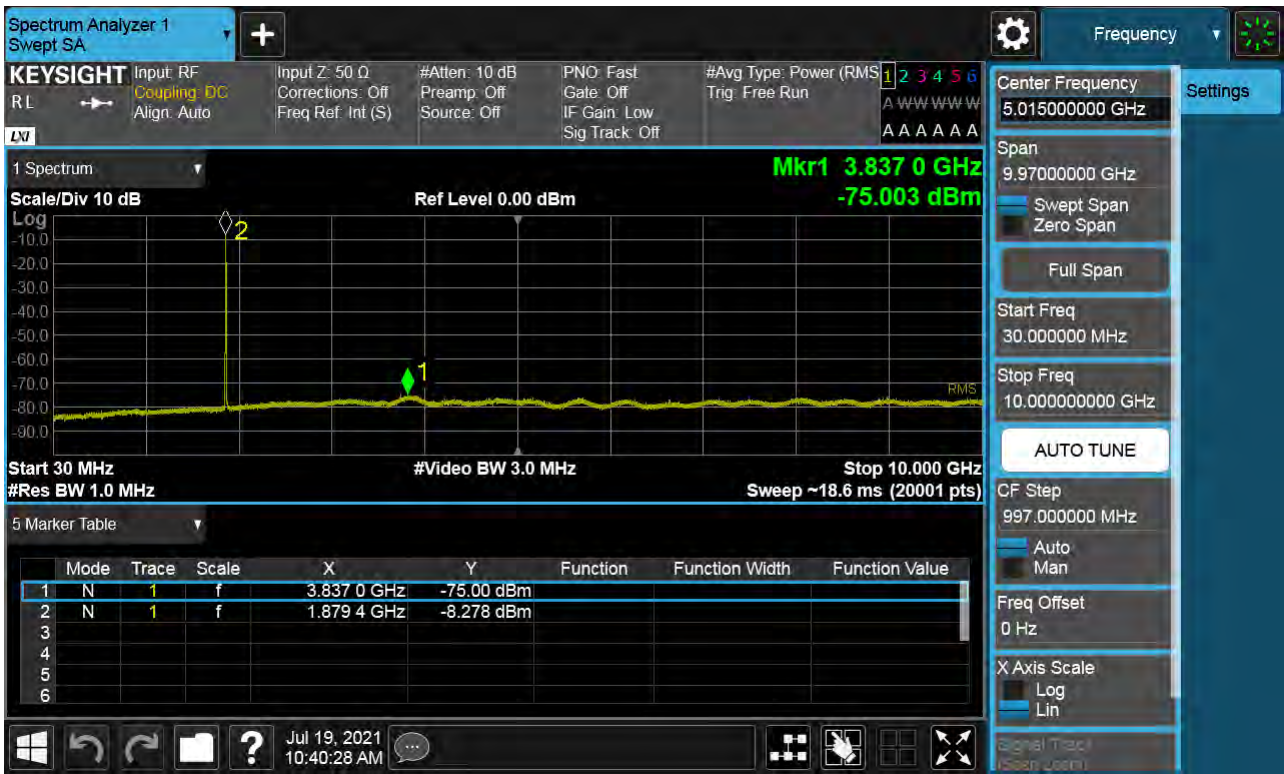 Spectrum Analyzer 1
Swept SA
Frequency
KEYSIGHT
R L
LXI
Input: RF
Coupling: DC
Align: Auto
Input Z: 50 Ω
Corrections: Off
Freq Ref: Int (S)
#Atten: 10 dB
Preamp: Off
Source: Off
PNO: Fast
Gate: Off
IF Gain: Low
Sig Track: Off
#Avg Type: Power (RMS
Trig: Free Run
1 2 3 4 5 6
A WW WW W
A A A A A A
1 Spectrum
Mkr1 3.837 0 GHz
-75.003 dBm
Scale/Div 10 dB
Ref Level 0.00 dBm
Log
-10.0
-20.0
-30.0
-40.0
-50.0
-60.0
-70.0
-80.0
-90.0
2
1
RMS
Start 30 MHz
#Video BW 3.0 MHz
Stop 10.000 GHz
#Res BW 1.0 MHz
Sweep ~18.6 ms (20001 pts)
5 Marker Table
Mode Trace Scale X Y Function Function Width Function Value
1 N 1 f 3.837 0 GHz -75.00 dBm
2 N 1 f 1.879 4 GHz -8.278 dBm
3
4
5
6
Jul 19, 2021
10:40:28 AM
?
Center Frequency
5.015000000 GHz
Settings
Span
9.97000000 GHz
Swept Span
Zero Span
Full Span
Start Freq
30.000000 MHz
Stop Freq
10.000000000 GHz
AUTO TUNE
CF Step
997.000000 MHz
Auto
Man
Freq Offset
0 Hz
X Axis Scale
Log
Lin
Signal Track
(Span Zoom)